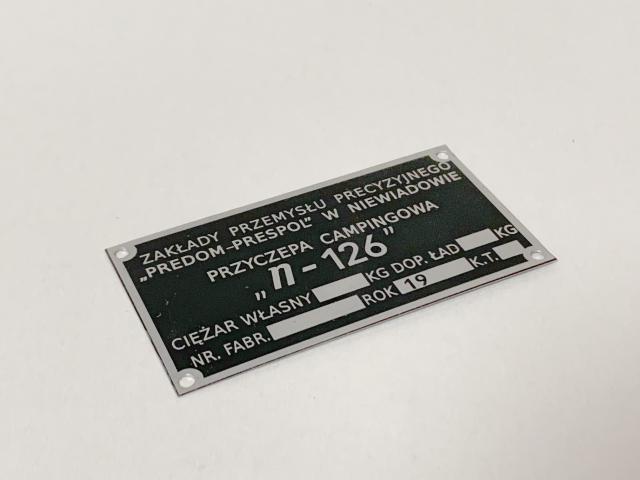 ZAKŁADY PRZEMYSŁU PRECYZYJNEGO
„PREDOM-PRESPOL” W NIEWIADOWIE
PRZYCZEPA CAMPINGOWA
„n-126”
CIĘŻAR WŁASNY KG DOP. ŁAD KG
NR. FABR. ROK 19 K.T.